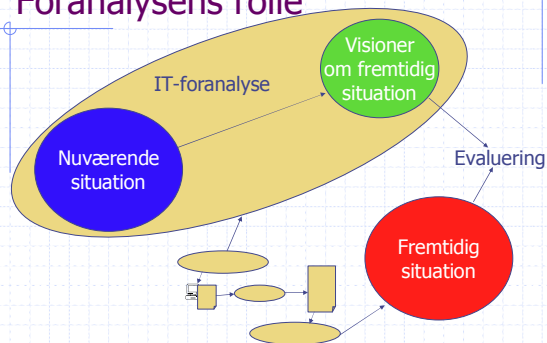 Foranalysens rolle
Visioner
om fremtidig
situation
IT-foranalyse
Nuværende
situation
Evaluering
Fremtidig
situation